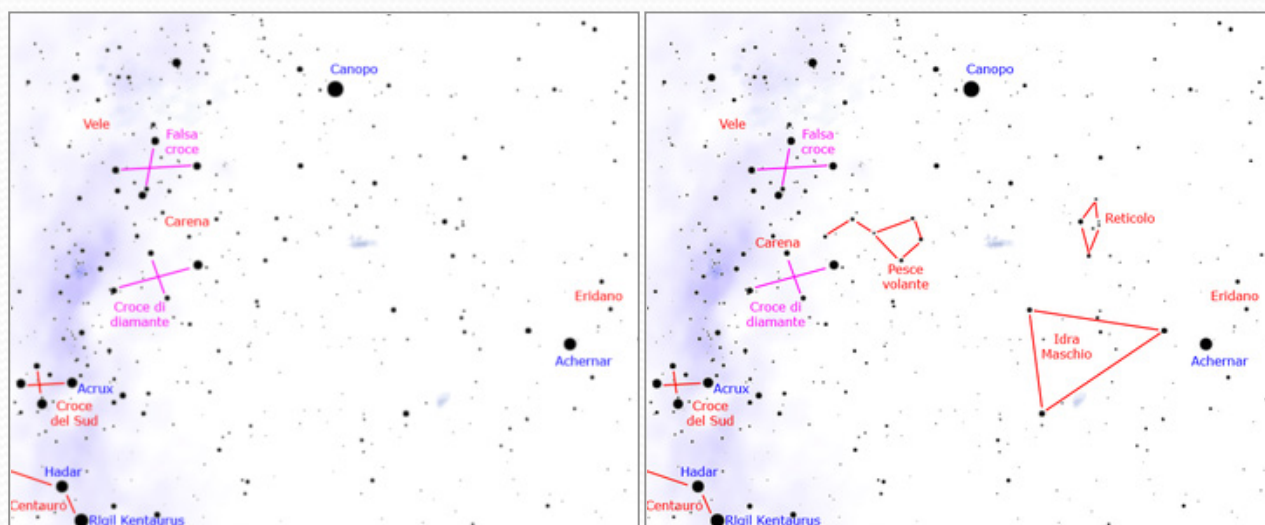 Canopo
Vele
Falsa
croce
Carena
Croce di
diamante
Eridano
Achernar
Acrux
Croce
del Sud
Hadar
Centauro
Rigil Kentaurus
Canopo
Vele
Falsa
croce
Reticolo
Carena
Pesce
volante
Croce di
diamante
Eridano
Idra
Maschio
Achernar
Acrux
Croce
del Sud
Hadar
Centauro
Rigil Kentaurus